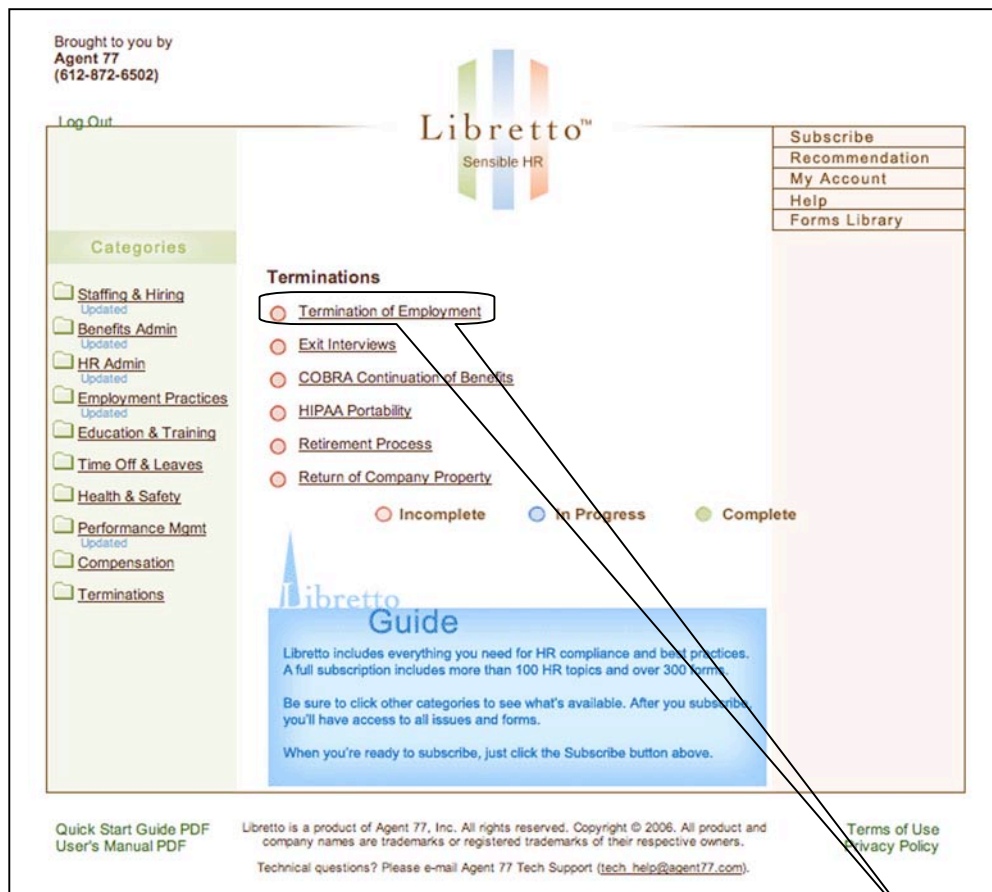 Brought to you by
Agent 77
(612-872-6502)
Log Out
Libretto™
Sensible HR
Subscribe
Recommendation
My Account
Help
Forms Library
Categories
Staffing & Hiring
Updated
Benefits Admin
Updated
HR Admin
Updated
Employment Practices
Updated
Education & Training
Time Off & Leaves
Health & Safety
Performance Mgmt
Updated
Compensation
Terminations
Terminations
Termination of Employment
Exit Interviews
COBRA Continuation of Benefits
HIPAA Portability
Retirement Process
Return of Company Property
Incomplete In Progress Complete
Libretto
Guide
Libretto includes everything you need for HR compliance and best practices.
A full subscription includes more than 100 HR topics and over 300 forms.
Be sure to click other categories to see what's available. After you subscribe,
you'll have access to all issues and forms.
When you're ready to subscribe, just click the Subscribe button above.
Quick Start Guide PDF
User's Manual PDF
Libretto is a product of Agent 77, Inc. All rights reserved. Copyright © 2006. All product and
company names are trademarks or registered trademarks of their respective owners.
Technical questions? Please e-mail Agent 77 Tech Support (tech_help@agent77.com).
Terms of Use
Privacy Policy